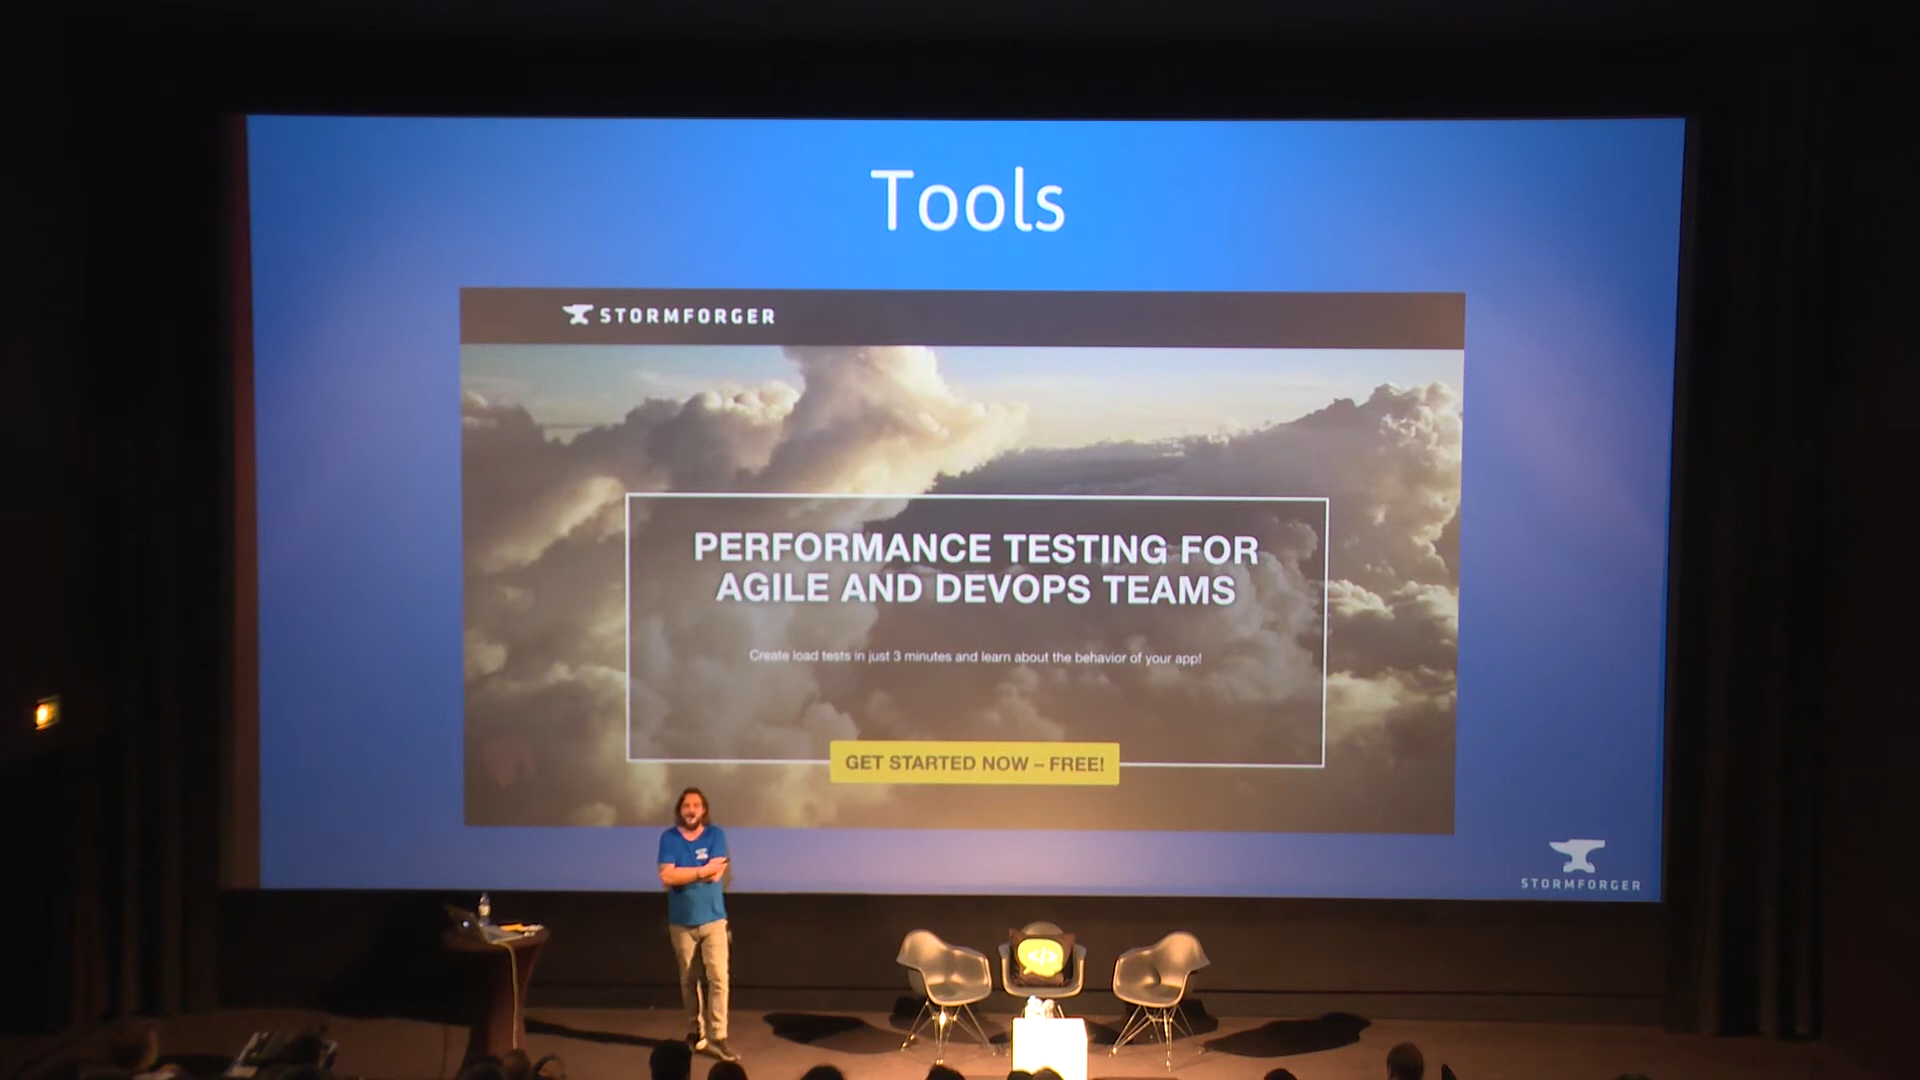 Tools
STORMFORGER
PERFORMANCE TESTING FOR
AGILE AND DEVOPS TEAMS
Create load tests in just 3 minutes and learn about the behavior of your app!
GET STARTED NOW – FREE!
STORMFORGER
</>